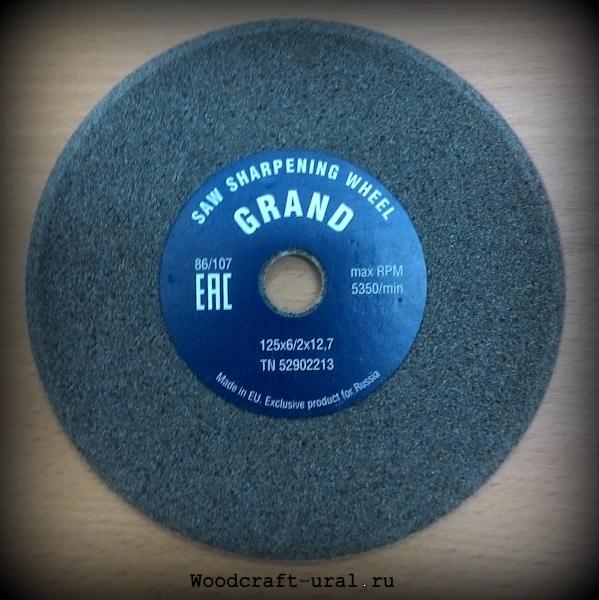 SAW SHARPENING WHEEL
GRAND
86/107
EAC
max RPM
5350/min
125x6/2x12,7
TN 52902213
Made in EU. Exclusive product for Russia
Woodcraft-ural.ru